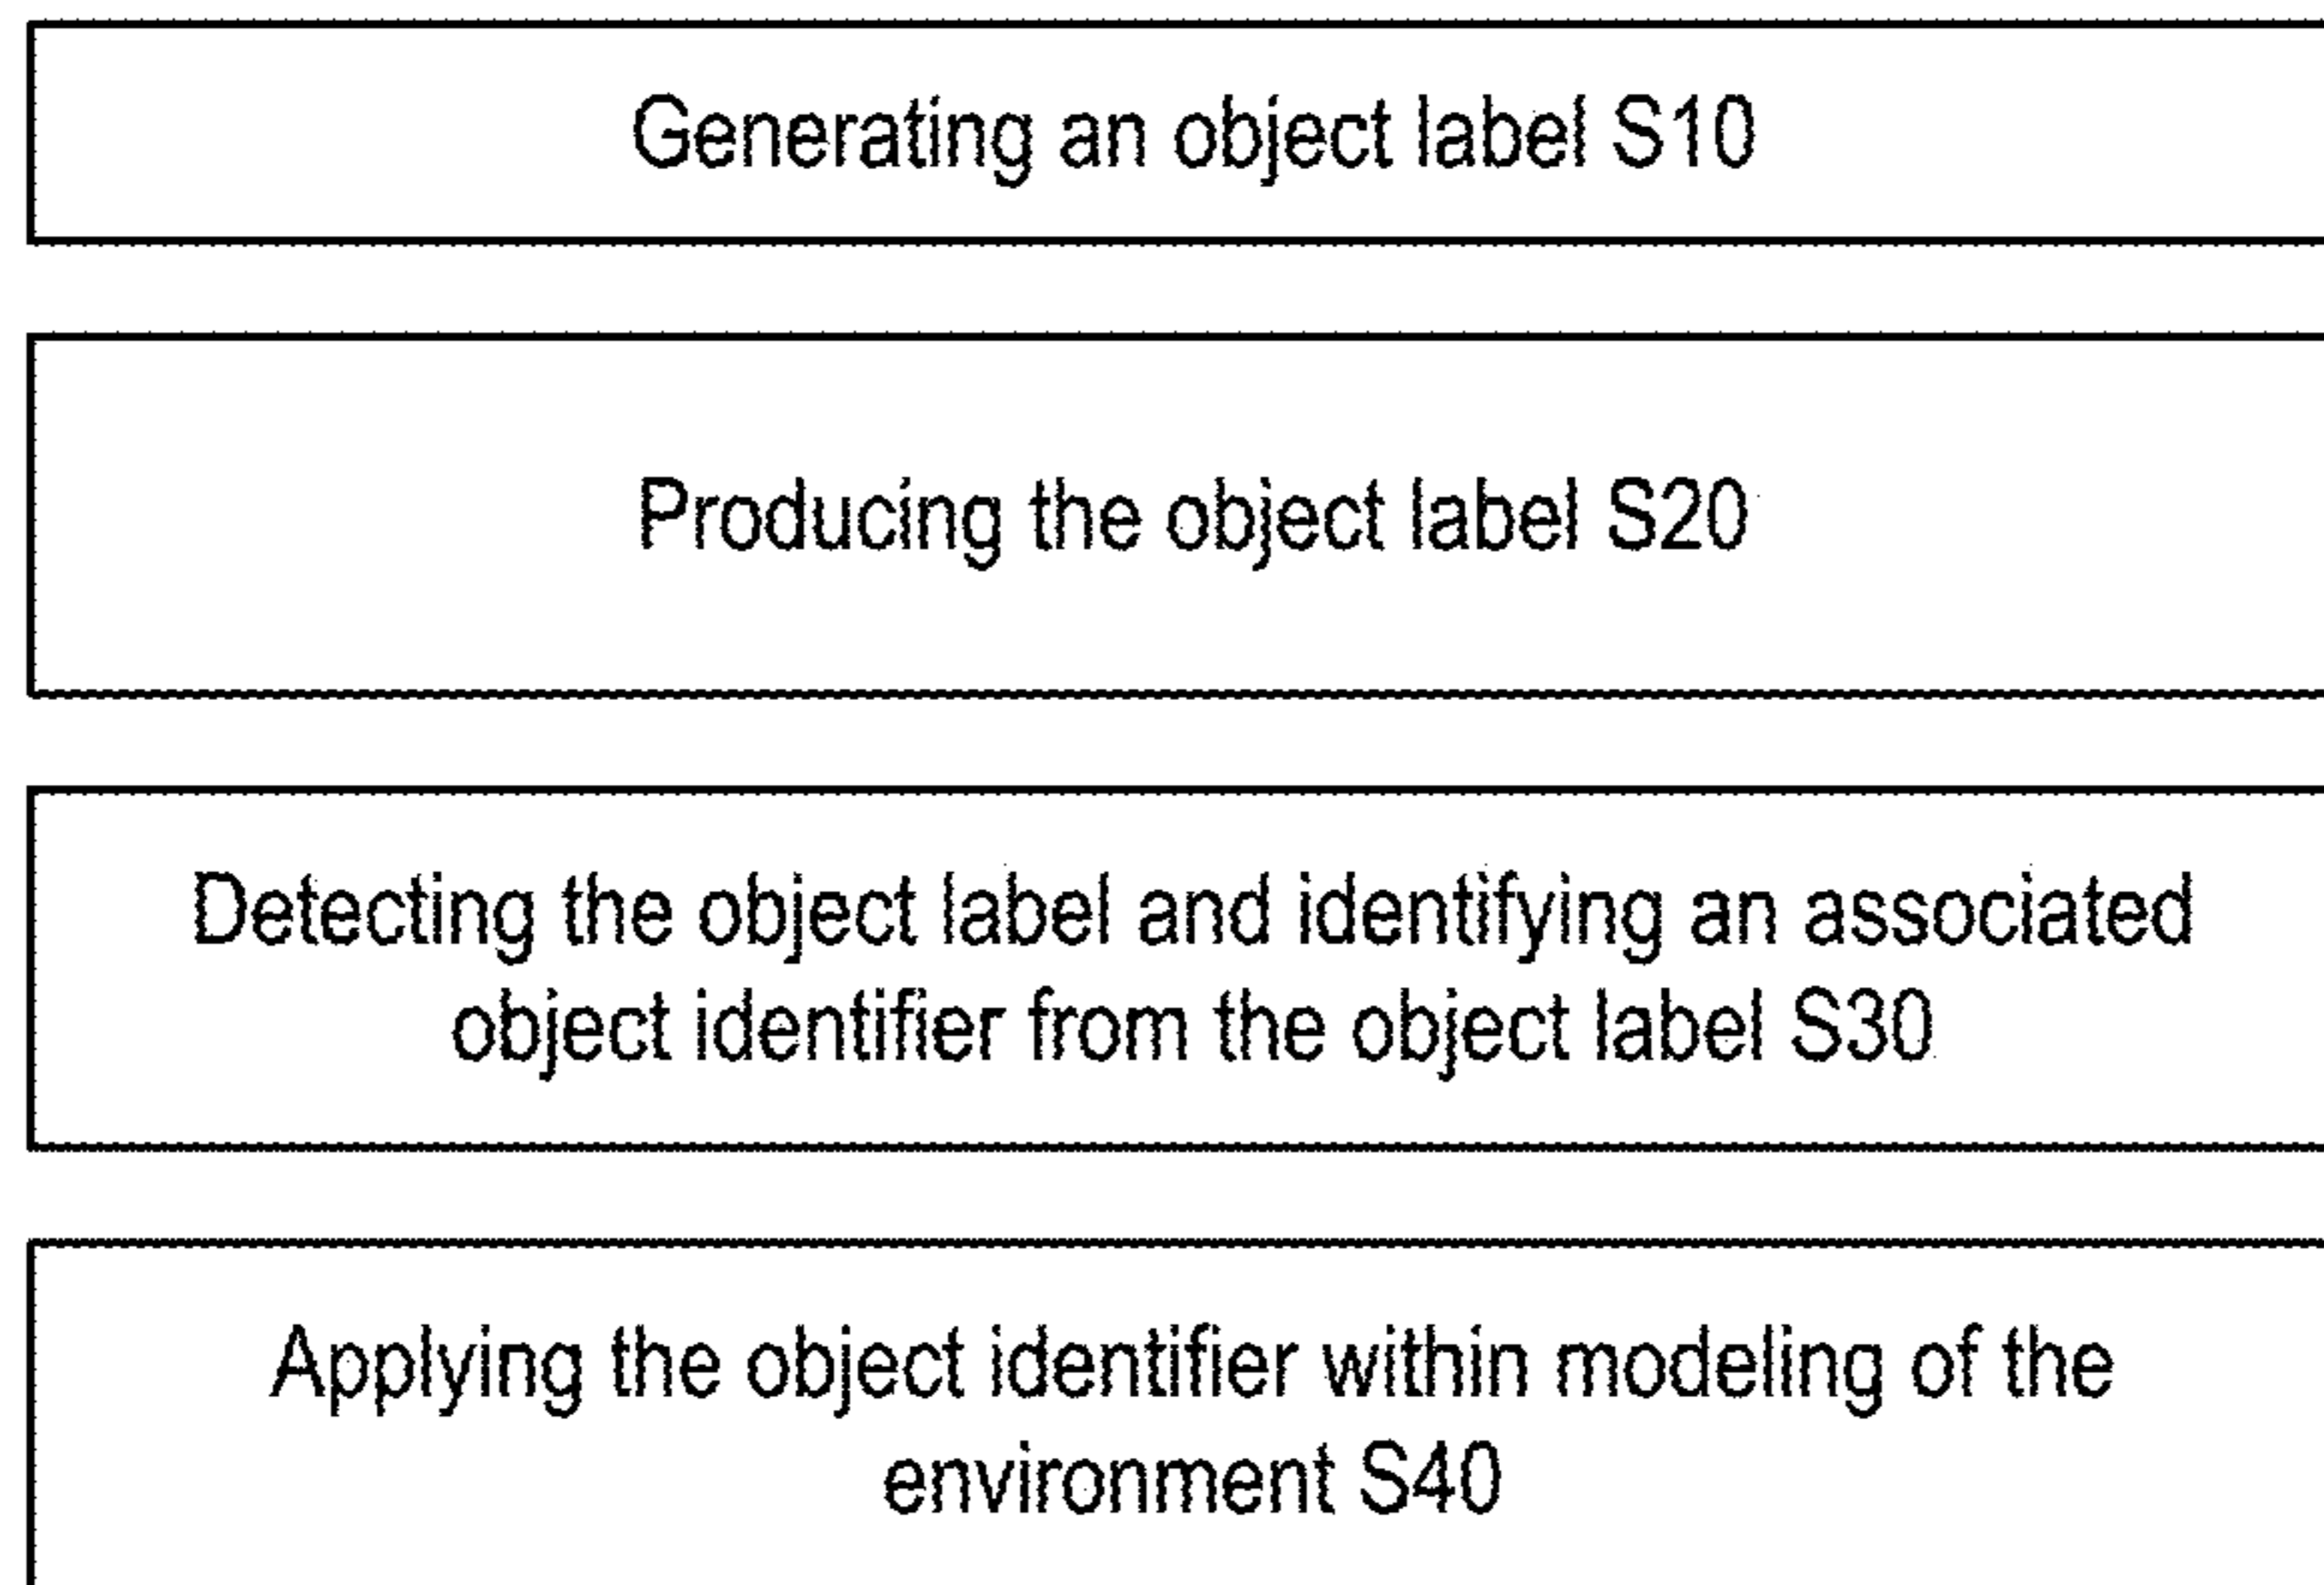 Generating an object label S10
Producing the object label S20
Detecting the object label and identifying an associated
object identifier from the object label S30
Applying the object identifier within modeling of the
environment S40